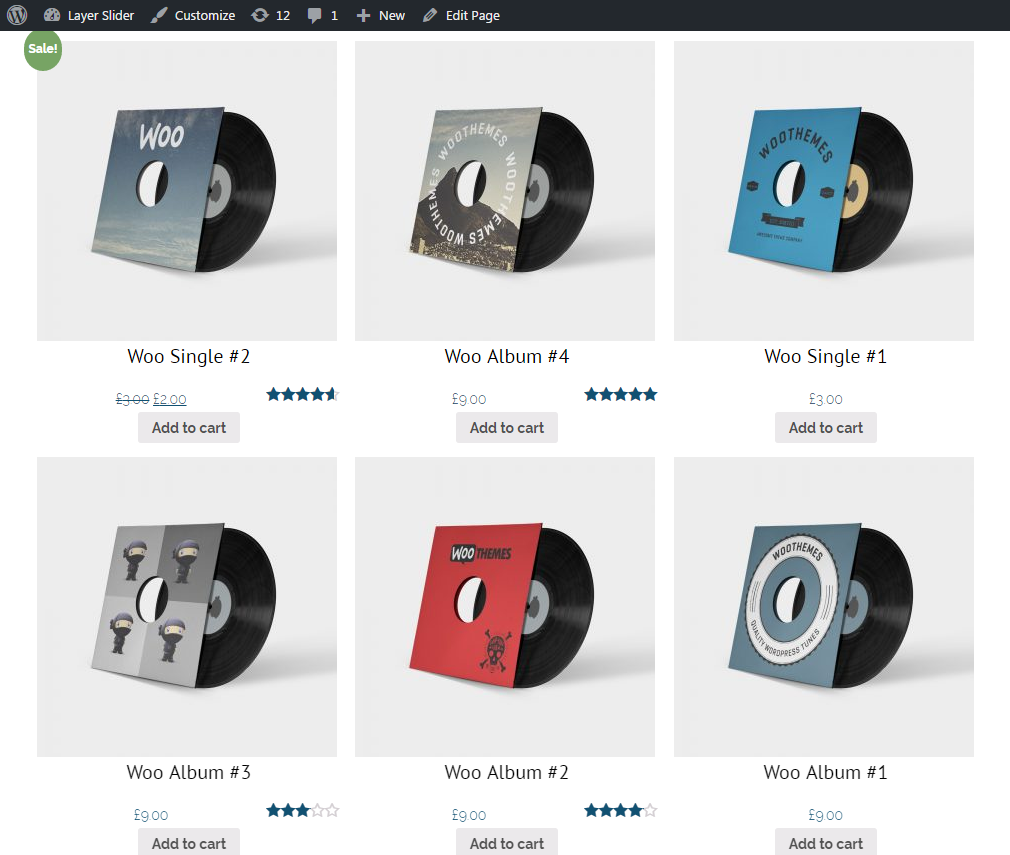 Layer Slider Customize 12 1 New Edit Page
Sale!
WOO
WOOTHEMES WOOTHEMES WOOTHEMES
WOOTHEMES
Woo Single #2 Woo Album #4 Woo Single #1
£3.00 £2.00 £9.00 £3.00
Add to cart Add to cart Add to cart
WOOTHEMES
WOOTHEMES
QUALITY WORDPRESS TUNES
Woo Album #3 Woo Album #2 Woo Album #1
£9.00 £9.00 £9.00
Add to cart Add to cart Add to cart